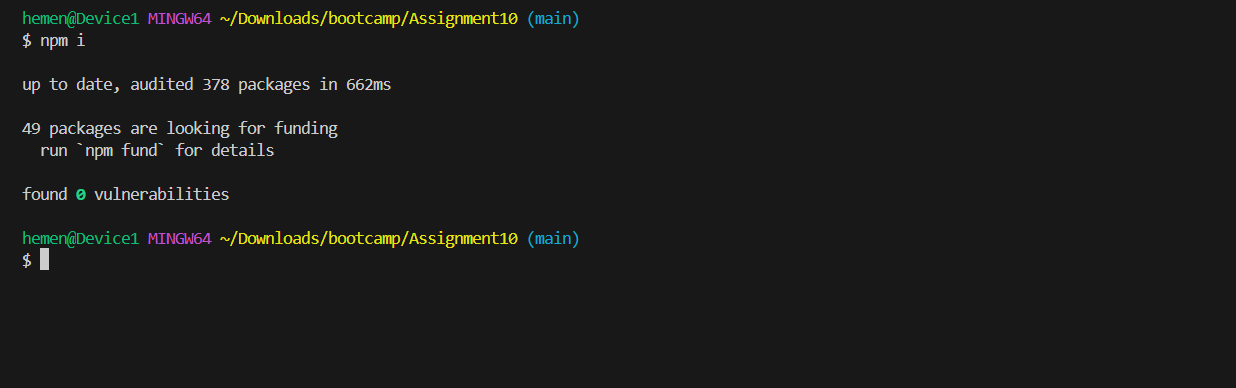 hemen@Device1 MINGW64 ~/Downloads/bootcamp/Assignment10 (main)
$ npm i
up to date, audited 378 packages in 662ms
49 packages are looking for funding
run `npm fund` for details
found 0 vulnerabilities
hemen@Device1 MINGW64 ~/Downloads/bootcamp/Assignment10 (main)
$